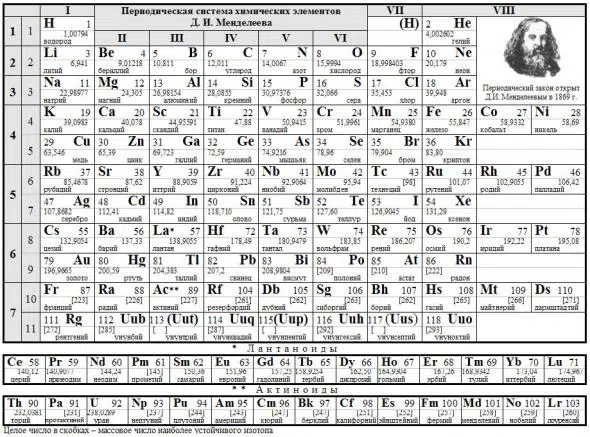 I Периодическая система химических элементов VII VIII
Д. И. Менделеева
II III IV V VI
1 1 H 1 1,00794 водород (H) 2 He 4,002602 гелий
2 2 Li 3 6,941 литий Be 4 9,01218 бериллий B 5 10,811 бор C 6 12,011 углерод N 7 14,0067 азот O 8 15,9994 кислород F 9 18,998403 фтор Ne 10 20,179 неон
3 3 Na 11 22,98977 натрий Mg 12 24,305 магний Al 13 26,98154 алюминий Si 14 28,0855 кремний P 15 30,97376 фосфор S 16 32,066 сера Cl 17 35,453 хлор Ar 18 39,948 аргон
Периодический закон открыт
Д.И. Менделеевым в 1869 г.
4 4 K 19 39,0983 калий Ca 20 40,078 кальций Sc 21 44,95591 скандий Ti 22 47,88 титан V 23 50,9415 ванадий Cr 24 51,9961 хром Mn 25 54,9380 марганец Fe 26 55,847 железо Co 27 58,9332 кобальт Ni 28 58,69 никель
5 29 Cu 63,546 медь 30 Zn 65,39 цинк 31 Ga 69,723 галлий 32 Ge 72,59 германий 33 As 74,9216 мышьяк 34 Se 78,96 селен 35 Br 79,904 бром 36 Kr 83,80 криптон
5 6 Rb 37 85,4678 рубидий Sr 38 87,62 стронций Y 39 88,9059 иттрий Zr 40 91,224 цирконий Nb 41 92,9064 ниобий Mo 42 95,94 молибден Tc 43 [98] технеций Ru 44 101,07 рутений Rh 45 102,9055 родий Pd 46 106,42 палладий
7 47 Ag 107,8682 серебро 48 Cd 112,41 кадмий 49 In 114,82 индий 50 Sn 118,710 олово 51 Sb 121,75 сурьма 52 Te 127,60 теллур 53 I 126,9045 йод 54 Xe 131,29 ксенон
6 8 Cs 55 132,9054 цезий Ba 56 137,33 барий La* 57 138,9055 лантан Hf 72 178,49 гафний Ta 73 180,9479 тантал W 74 183,85 вольфрам Re 75 186,207 рений Os 76 190,2 осмий Ir 77 192,22 иридий Pt 78 195,08 платина
9 79 Au 196,9665 золото 80 Hg 200,59 ртуть 81 Tl 204,383 таллий 82 Pb 207,2 свинец 83 Bi 208,9804 висмут 84 Po [209] полоний 85 At [210] астат 86 Rn [222] радон
7 10 Fr 87 [223] франций Ra 88 [226] радий Ac** 89 [227] актиний Rf 104 [261] резерфордий Db 105 [262] дубний Sg 106 [263] сиборгий Bh 107 [262] борий Hs 108 [265] гасий Mt 109 [266] мейтнерий Ds 110 [271] дармштадтий
11 111 Rg [272] рентгений 112 Uub [285] унунбий 113 (Uut) [ ] унунтрий 114 Uuq [287] унунквадий 115 (Uup) [ ] унунпентий 116 Uuh унунгексий 117 (Uus) [ ] унунсептий 118 Uuo [293] унуноктий
* Лантаноиды
Ce 58 140,12 церий Pr 59 140,9077 празеодим Nd 60 144,24 неодим Pm 61 [145] прометий Sm 62 150,36 самарий Eu 63 151,96 европий Gd 64 157,25 гадолиний Tb 65 158,9254 тербий Dy 66 162,50 диспрозий Ho 67 164,9304 гольмий Er 68 167,26 эрбий Tm 69 168,9342 тулий Yb 70 173,04 иттербий Lu 71 174,967 лютеций
** Актиноиды
Th 90 232,0381 торий Pa 91 [231] протактиний U 92 238,0289 уран Np 93 [237] нептуний Pu 94 [244] плутоний Am 95 [243] америций Cm 96 [247] кюрий Bk 97 [247] берклий Cf 98 [251] калифорний Es 99 [252] эйнштейний Fm 100 [257] фермий Md 101 [258] менделевий No 102 [259] нобелий Lr 103 [260] лоуренсий
Целое число в скобках – массовое число наиболее устойчивого изотопа